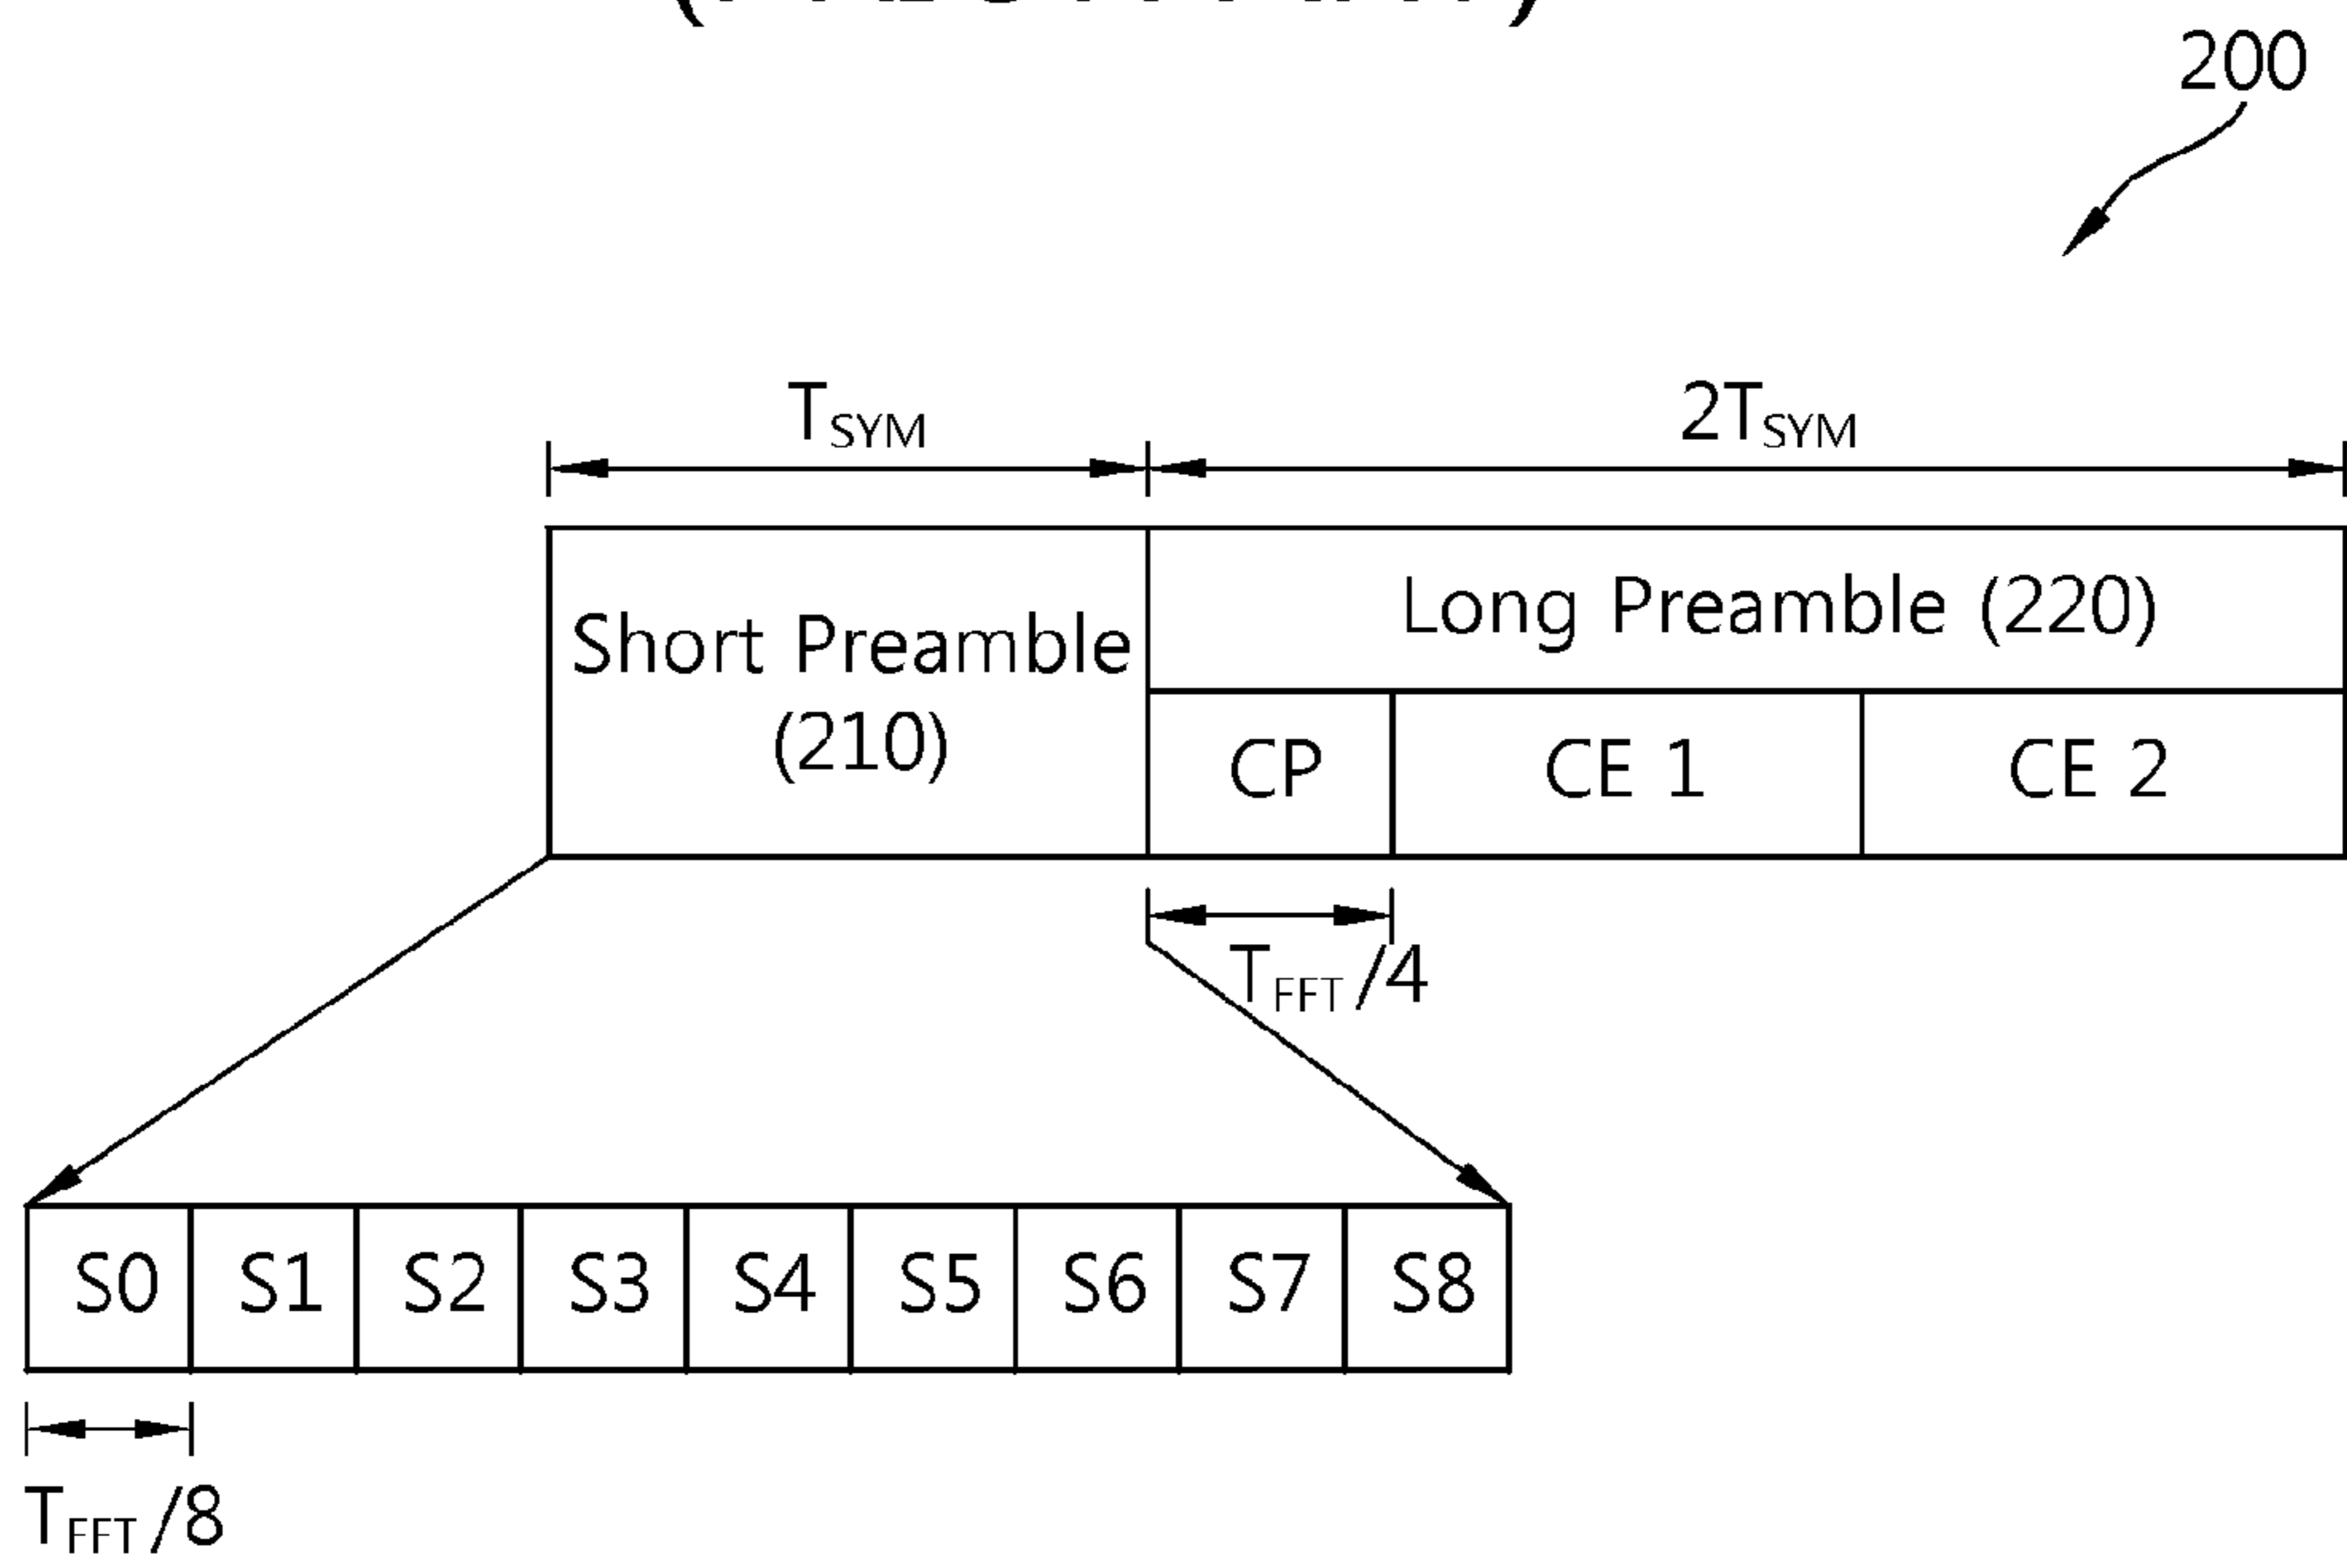 200
TSYM
2TSYM
Short Preamble
(210)
Long Preamble (220)
CP
CE 1
CE 2
TFFT/4
S0
S1
S2
S3
S4
S5
S6
S7
S8
TFFT/8